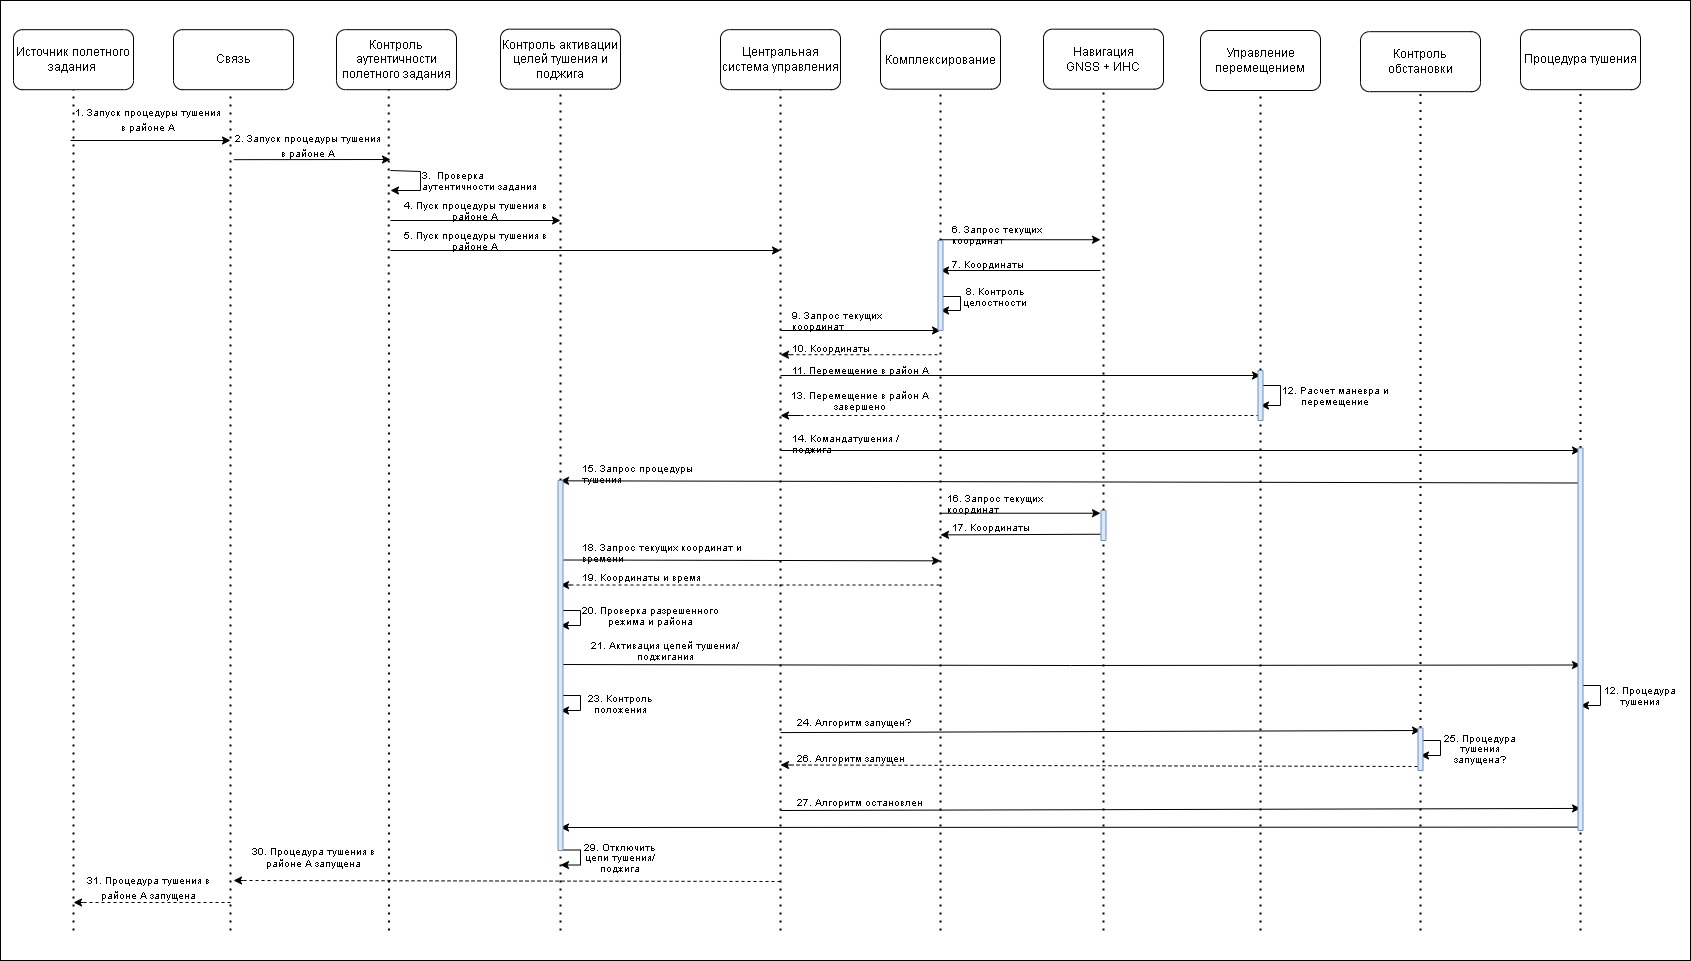 Источник полетного
задания
Связь
Контроль
аутентичности
полетного задания
Контроль активации
целей тушения и
поджига
Центральная
система управления
Комплексирование
Навигация
GNSS + ИНС
Управление
перемещением
Контроль
обстановки
Процедура тушения
1. Запуск процедуры тушения
в районе А
2. Запуск процедуры тушения
в районе А
3. Проверка
аутентичности задания
4. Пуск процедуры тушения в
районе А
5. Пуск процедуры тушения в
районе А
6. Запрос текущих
координат
7. Координаты
8. Контроль
целостности
9. Запрос текущих
координат
10. Координаты
11. Перемещение в район А
12. Расчет маневра и
перемещение
13. Перемещение в район А
завершено
14. Командатушения /
поджига
15. Запрос процедуры
тушения
16. Запрос текущих
координат
17. Координаты
18. Запрос текущих координат и
времени
19. Координаты и время
20. Проверка разрешенного
режима и района
21. Активация цепей тушения/
поджигания
12. Процедура
тушения
23. Контроль
положения
24. Алгоритм запущен?
25. Процедура
тушения
запущена?
26. Алгоритм запущен
27. Алгоритм остановлен
29. Отключить
цепи тушения/
поджига
30. Процедура тушения в
районе А запущена
31. Процедура тушения в
районе А запущена